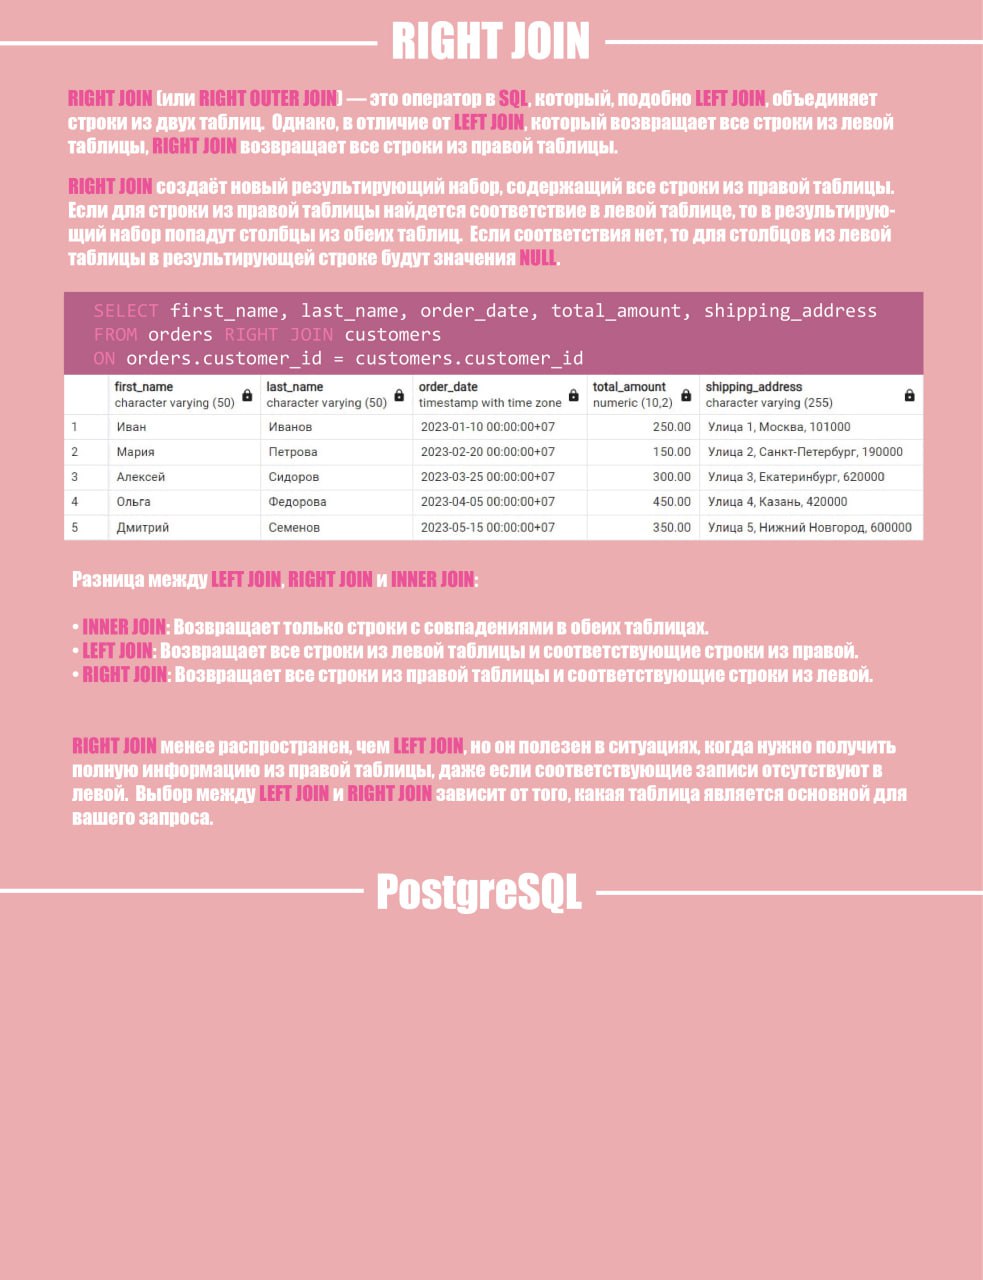 RIGHT JOIN
RIGHT JOIN (или RIGHT OUTER JOIN) — это оператор в SQL, который, подобно LEFT JOIN, объединяет
строки из двух таблиц. Однако, в отличие от LEFT JOIN, который возвращает все строки из левой
таблицы, RIGHT JOIN возвращает все строки из правой таблицы.
RIGHT JOIN создаёт новый результирующий набор, содержащий все строки из правой таблицы.
Если для строки из правой таблицы найдется соответствие в левой таблице, то в результирую-
щий набор попадут столбцы из обеих таблиц. Если соответствия нет, то для столбцов из левой
таблицы в результирующей строке будут значения NULL.
SELECT first_name, last_name, order_date, total_amount, shipping_address
FROM orders RIGHT JOIN customers
ON orders.customer_id = customers.customer_id
first_name last_name order_date total_amount shipping_address
character varying (50) character varying (50) timestamp with time zone numeric (10,2) character varying (255)
1 Иван Иванов 2023-01-10 00:00:00+07 250.00 Улица 1, Москва, 101000
2 Мария Петрова 2023-02-20 00:00:00+07 150.00 Улица 2, Санкт-Петербург, 190000
3 Алексей Сидоров 2023-03-25 00:00:00+07 300.00 Улица 3, Екатеринбург, 620000
4 Ольга Федорова 2023-04-05 00:00:00+07 450.00 Улица 4, Казань, 420000
5 Дмитрий Семенов 2023-05-15 00:00:00+07 350.00 Улица 5, Нижний Новгород, 600000
Разница между LEFT JOIN, RIGHT JOIN и INNER JOIN:
• INNER JOIN: Возвращает только строки с совпадениями в обеих таблицах.
• LEFT JOIN: Возвращает все строки из левой таблицы и соответствующие строки из правой.
• RIGHT JOIN: Возвращает все строки из правой таблицы и соответствующие строки из левой.
RIGHT JOIN менее распространен, чем LEFT JOIN, но он полезен в ситуациях, когда нужно получить
полную информацию из правой таблицы, даже если соответствующие записи отсутствуют в
левой. Выбор между LEFT JOIN и RIGHT JOIN зависит от того, какая таблица является основной для
вашего запроса.
PostgreSQL